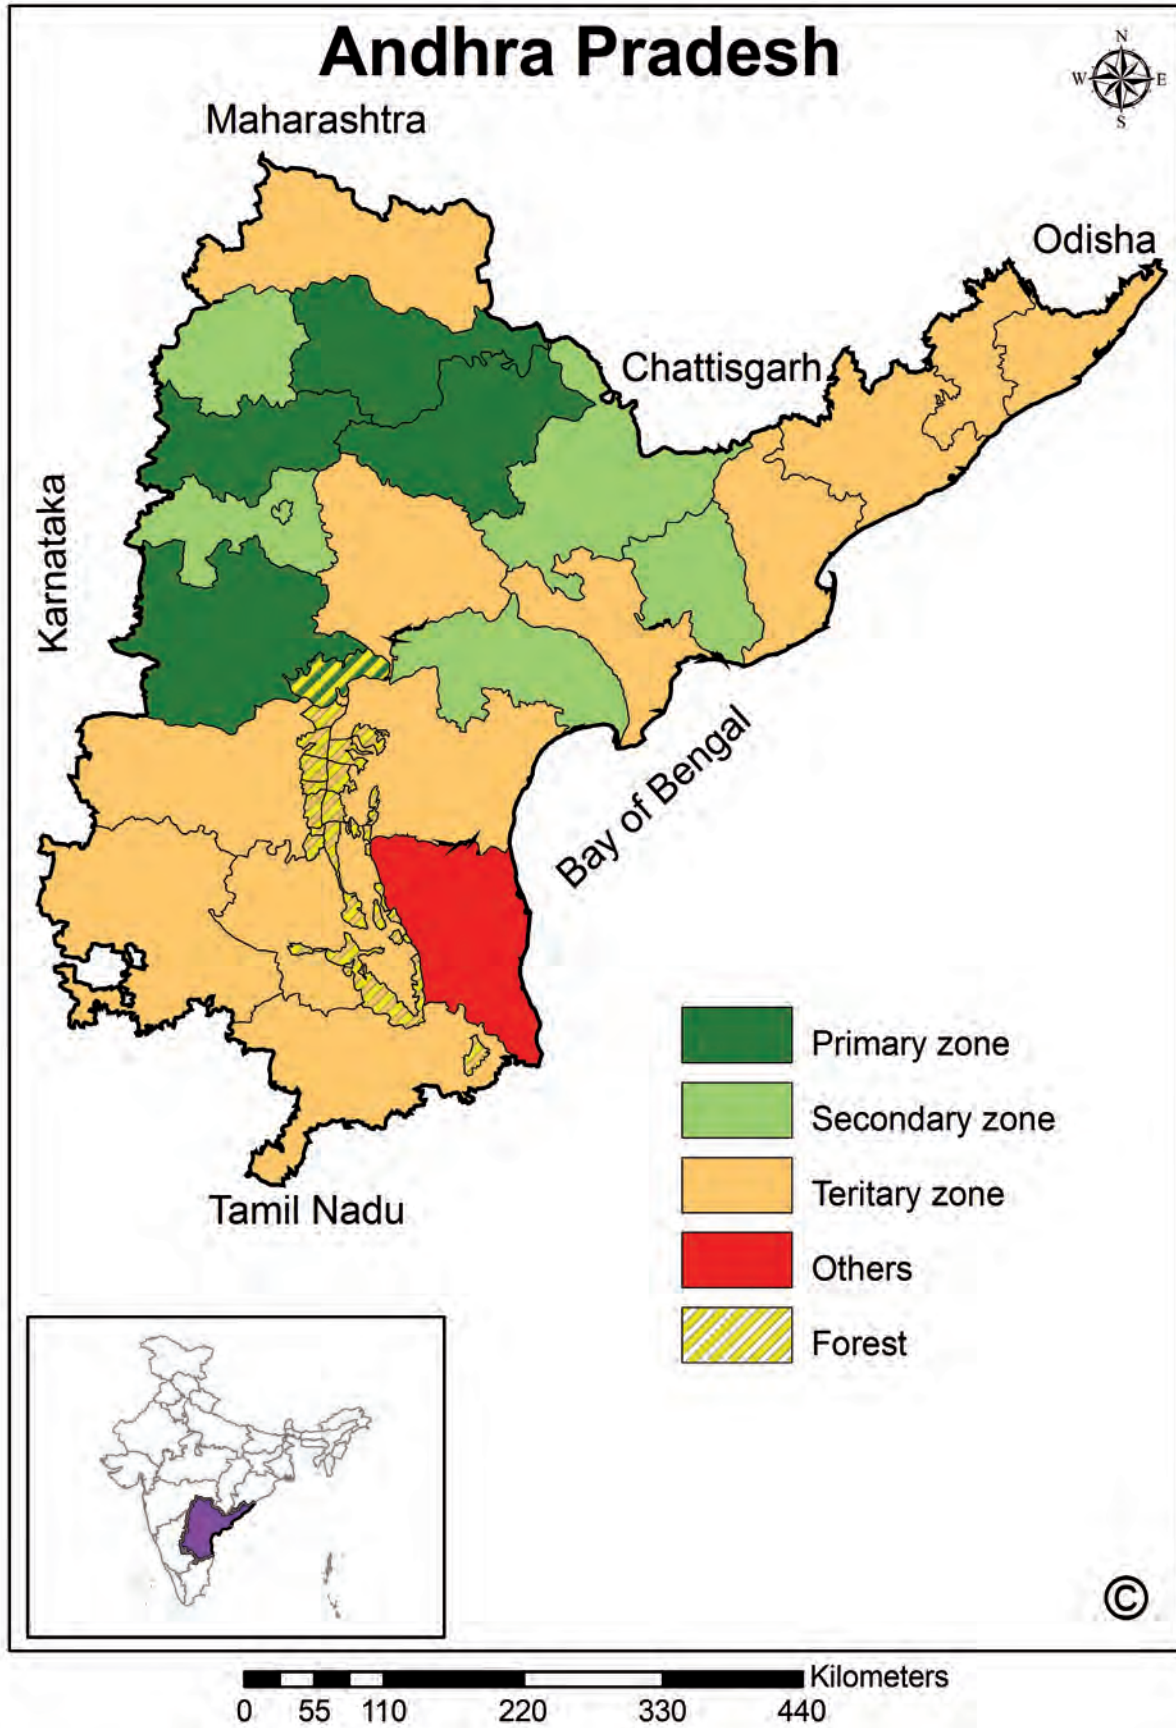 Andhra Pradesh
N
W
E
S
Maharashtra
Odisha
Chattisgarh
Karnataka
Bay of Bengal
Primary zone
Secondary zone
Teritary zone
Others
Forest
Tamil Nadu
©
Kilometers
0 55 110 220 330 440